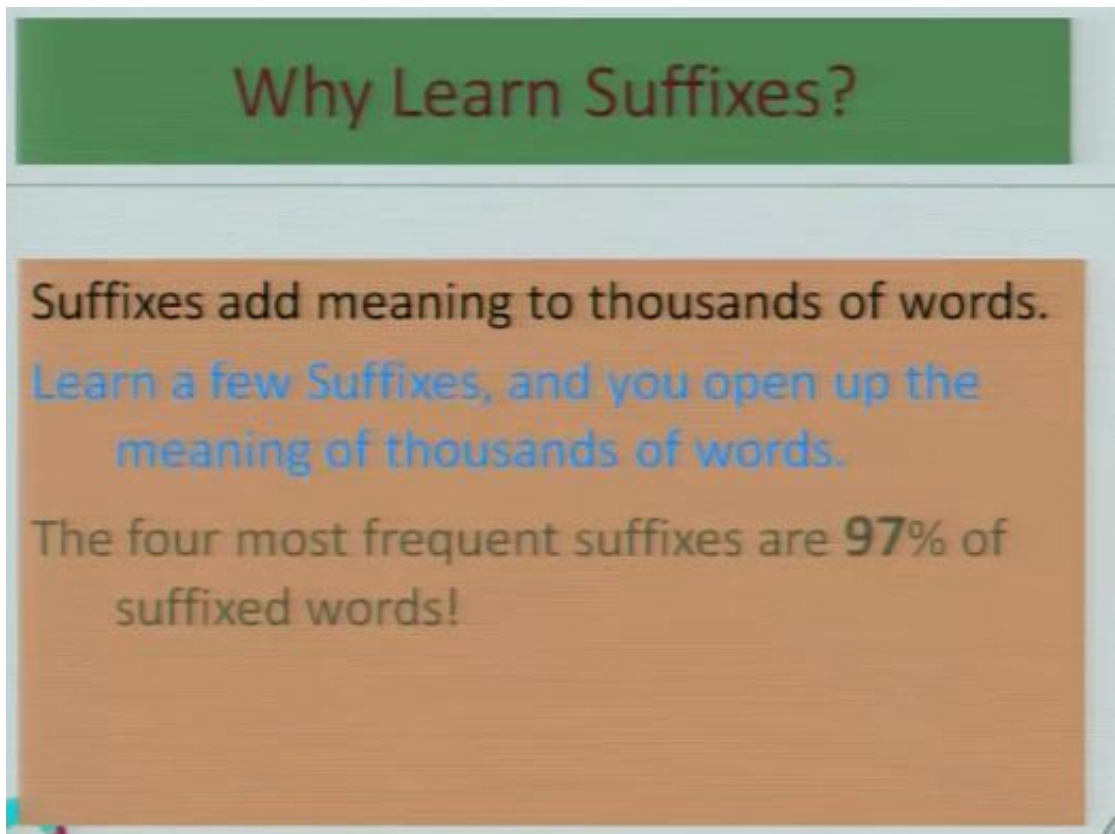 Why Learn Suffixes?
Suffixes add meaning to thousands of words.
Learn a few Suffixes, and you open up the
meaning of thousands of words.
The four most frequent suffixes are 97% of
suffixed words!